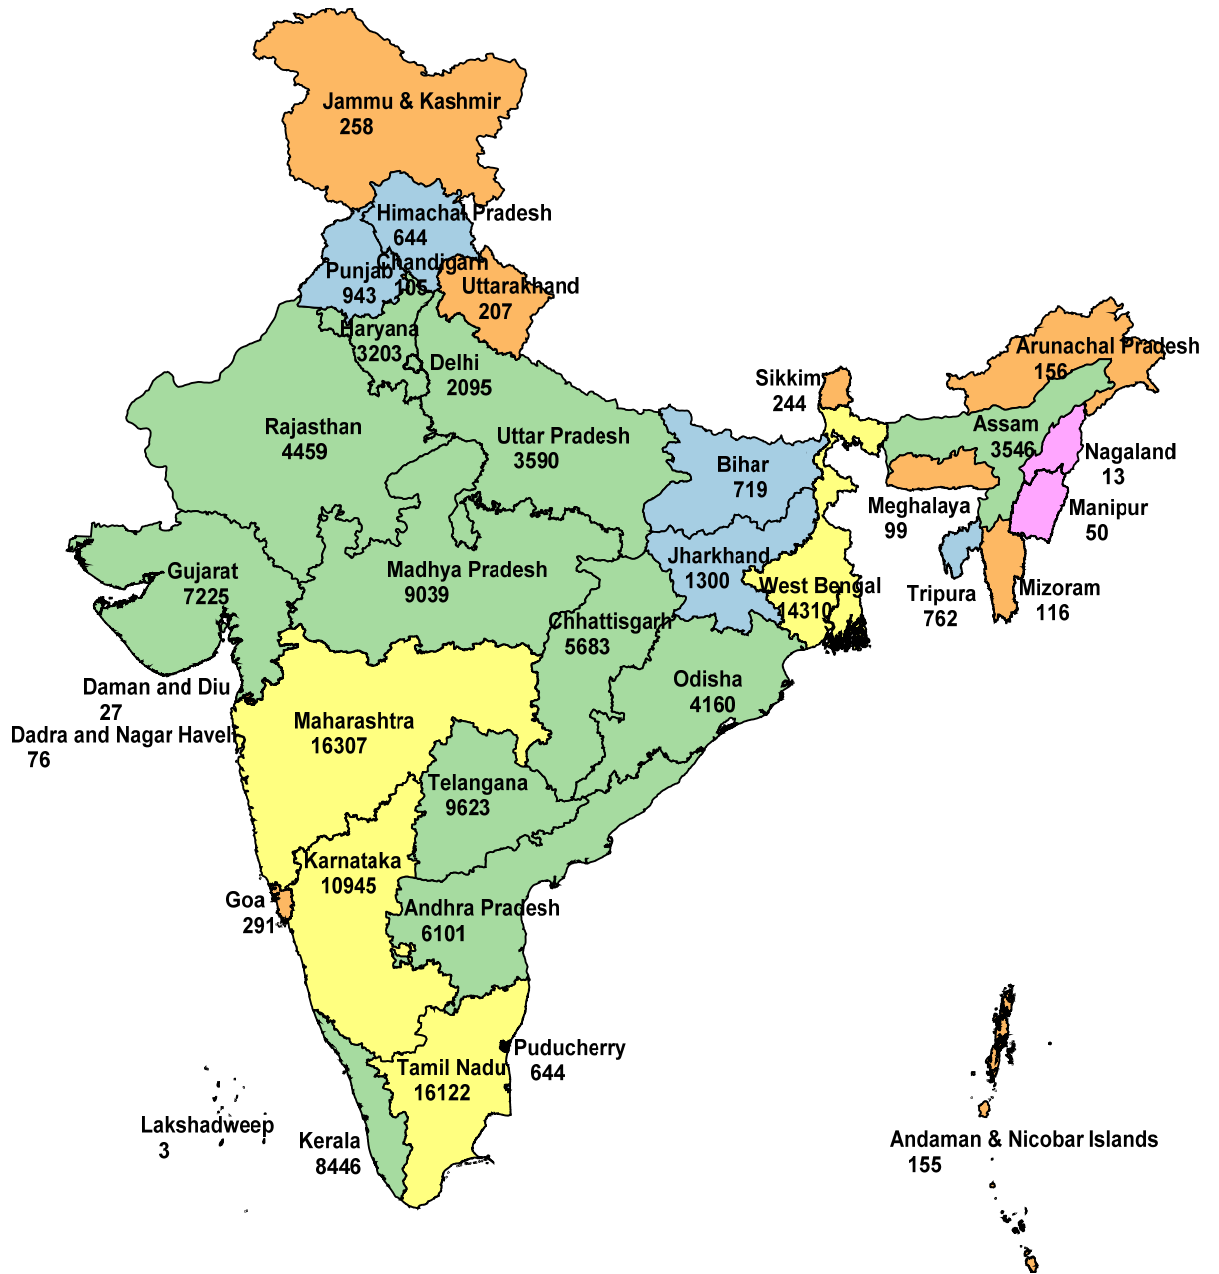 Jammu & Kashmir
258
Himachal Pradesh
644
Chandigarh
105
Punjab
943
Uttarakhand
207
Haryana
3203
Delhi
2095
Arunachal Pradesh
156
Sikkim
244
Rajasthan
4459
Uttar Pradesh
3590
Bihar
719
Assam
3546
Nagaland
13
Meghalaya
99
Manipur
50
Gujarat
7225
Madhya Pradesh
9039
Jharkhand
1300
West Bengal
14310
Tripura
762
Mizoram
116
Chhattisgarh
5683
Odisha
4160
Daman and Diu
27
Dadra and Nagar Haveli
76
Maharashtra
16307
Telangana
9623
Karnataka
10945
Goa
291
Andhra Pradesh
6101
Puducherry
644
Tamil Nadu
16122
Lakshadweep
3
Kerala
8446
Andaman & Nicobar Islands
155